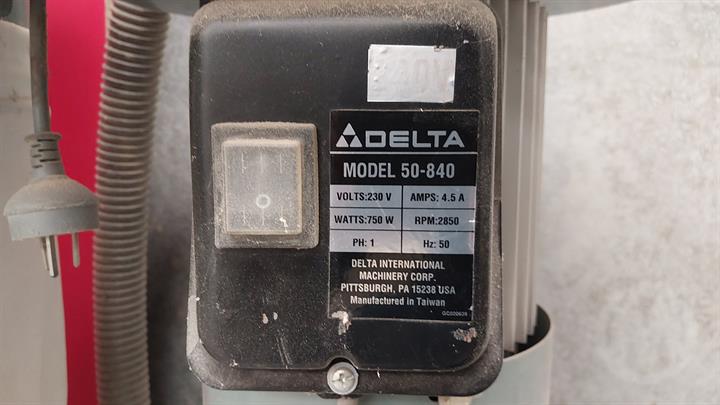 240V
DELTA
MODEL 50-840
VOLTS:230 V AMPS: 4.5 A
WATTS:750 W RPM:2850
PH: 1 Hz: 50
DELTA INTERNATIONAL
MACHINERY CORP.
PITTSBURGH, PA 15238 USA
Manufactured in Taiwan